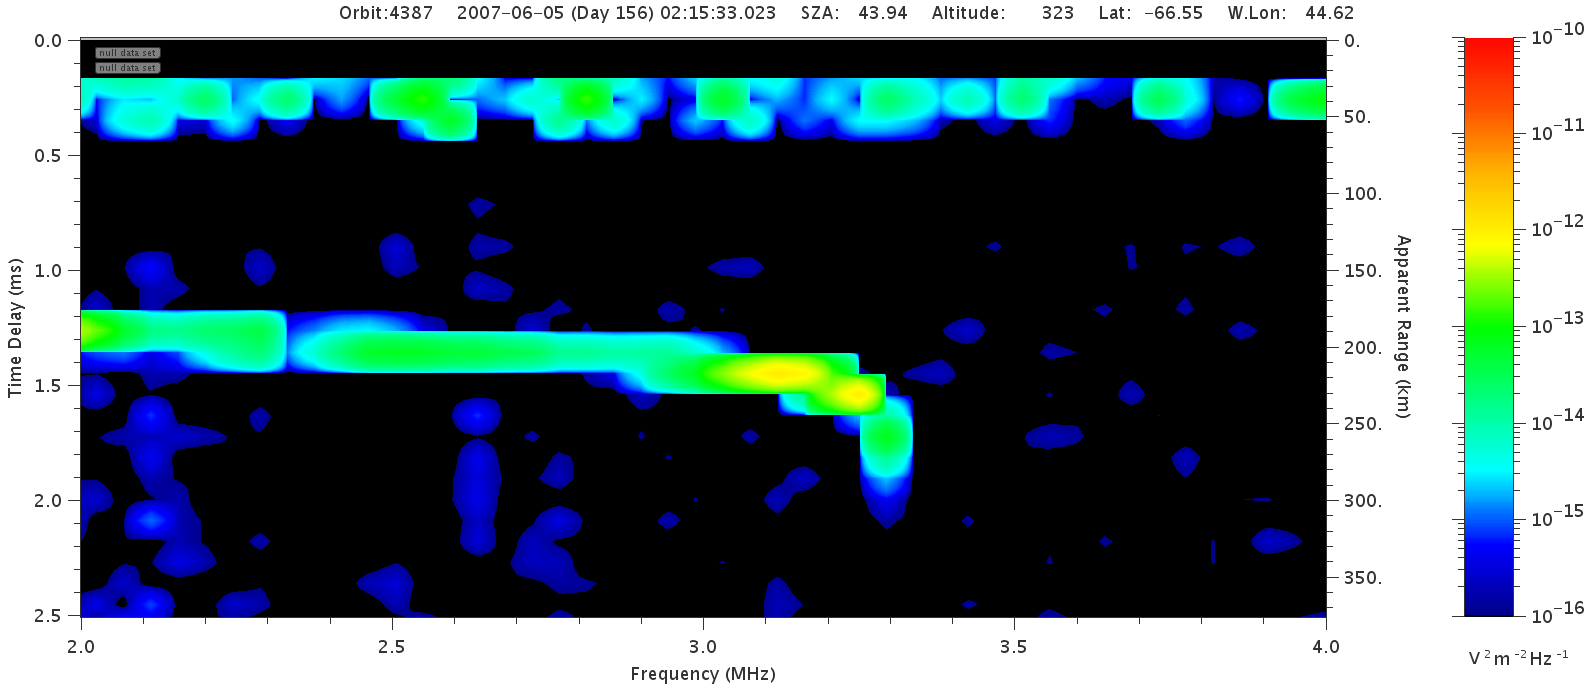 Orbit:4387 2007-06-05 (Day 156) 02:15:33.023 SZA: 43.94 Altitude: 323 Lat: -66.55 W.Lon: 44.62
null data set
null data set
0.0
0.5
1.0
1.5
2.0
2.5
Time Delay (ms)
2.0 2.5 3.0 3.5 4.0
Frequency (MHz)
0.
50.
100.
150.
200.
250.
300.
350.
Apparent Range (km)
10⁻¹⁰
10⁻¹¹
10⁻¹²
10⁻¹³
10⁻¹⁴
10⁻¹⁵
10⁻¹⁶
V²m⁻²Hz⁻¹